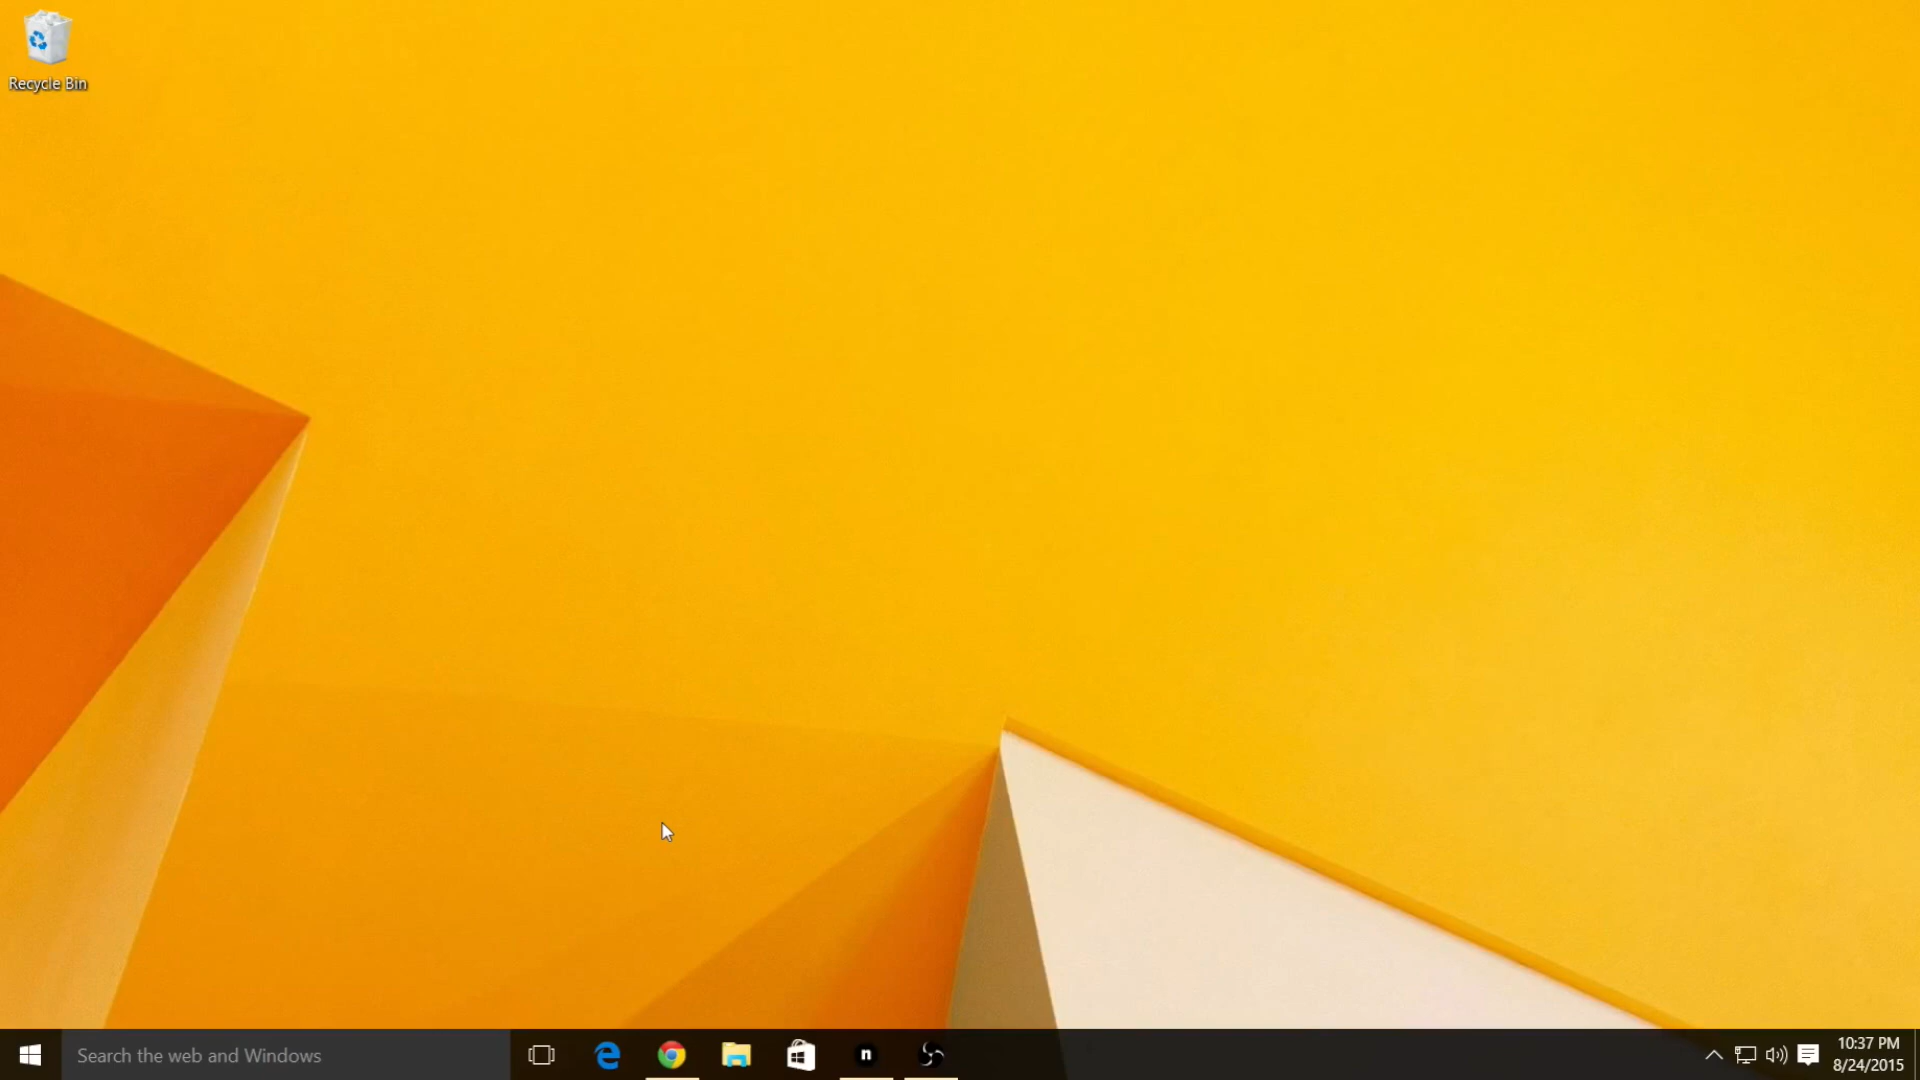 Recycle Bin
Search the web and Windows
n
10:37 PM
8/24/2015